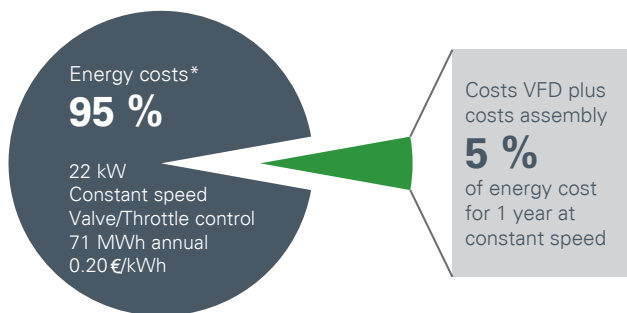 Energy costs*
95 %
22 kW
Constant speed
Valve/Throttle control
71 MWh annual
0.20 €/kWh
Costs VFD plus
costs assembly
5 %
of energy cost
for 1 year at
constant speed